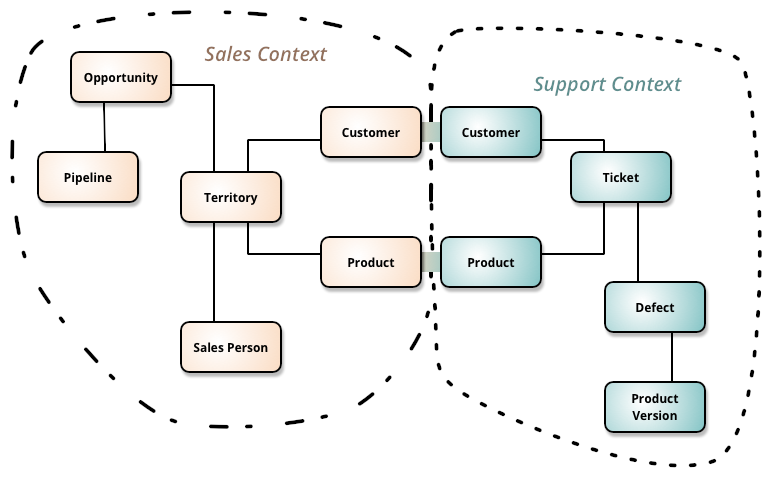 Sales Context
Opportunity
Support Context
Customer
Customer
Pipeline
Ticket
Territory
Product
Product
Defect
Sales Person
Product
Version